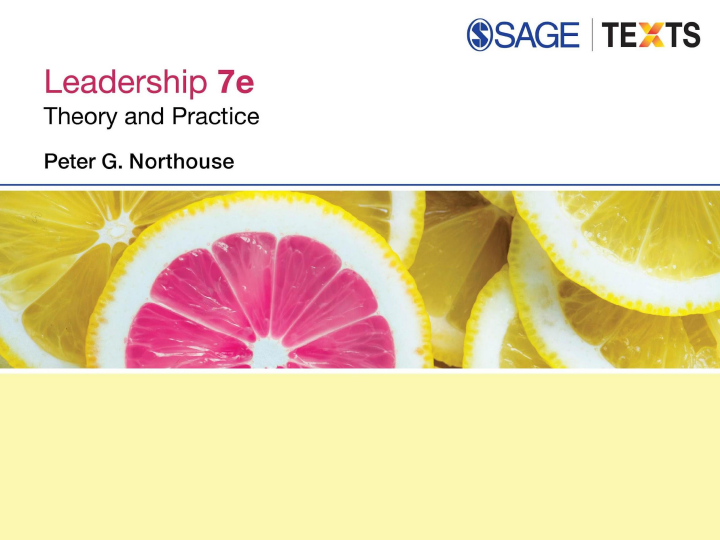 SAGE | TEXTS
Leadership 7e
Theory and Practice
Peter G. Northouse